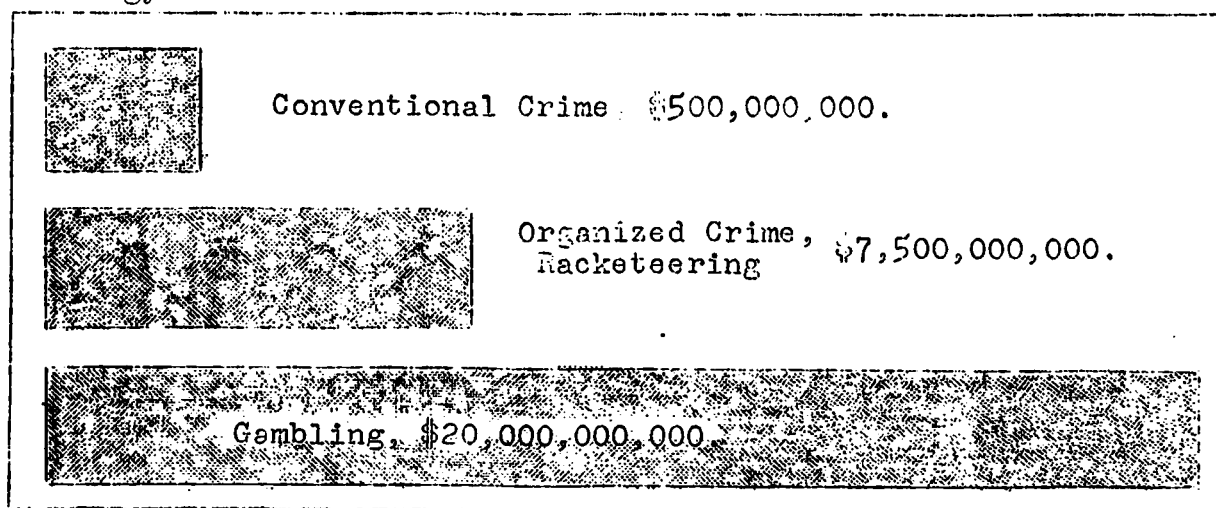 Conventional Crime $500,000,000.
Organized Crime, $7,500,000,000.
Racketeering
Gambling, $20,000,000,000.